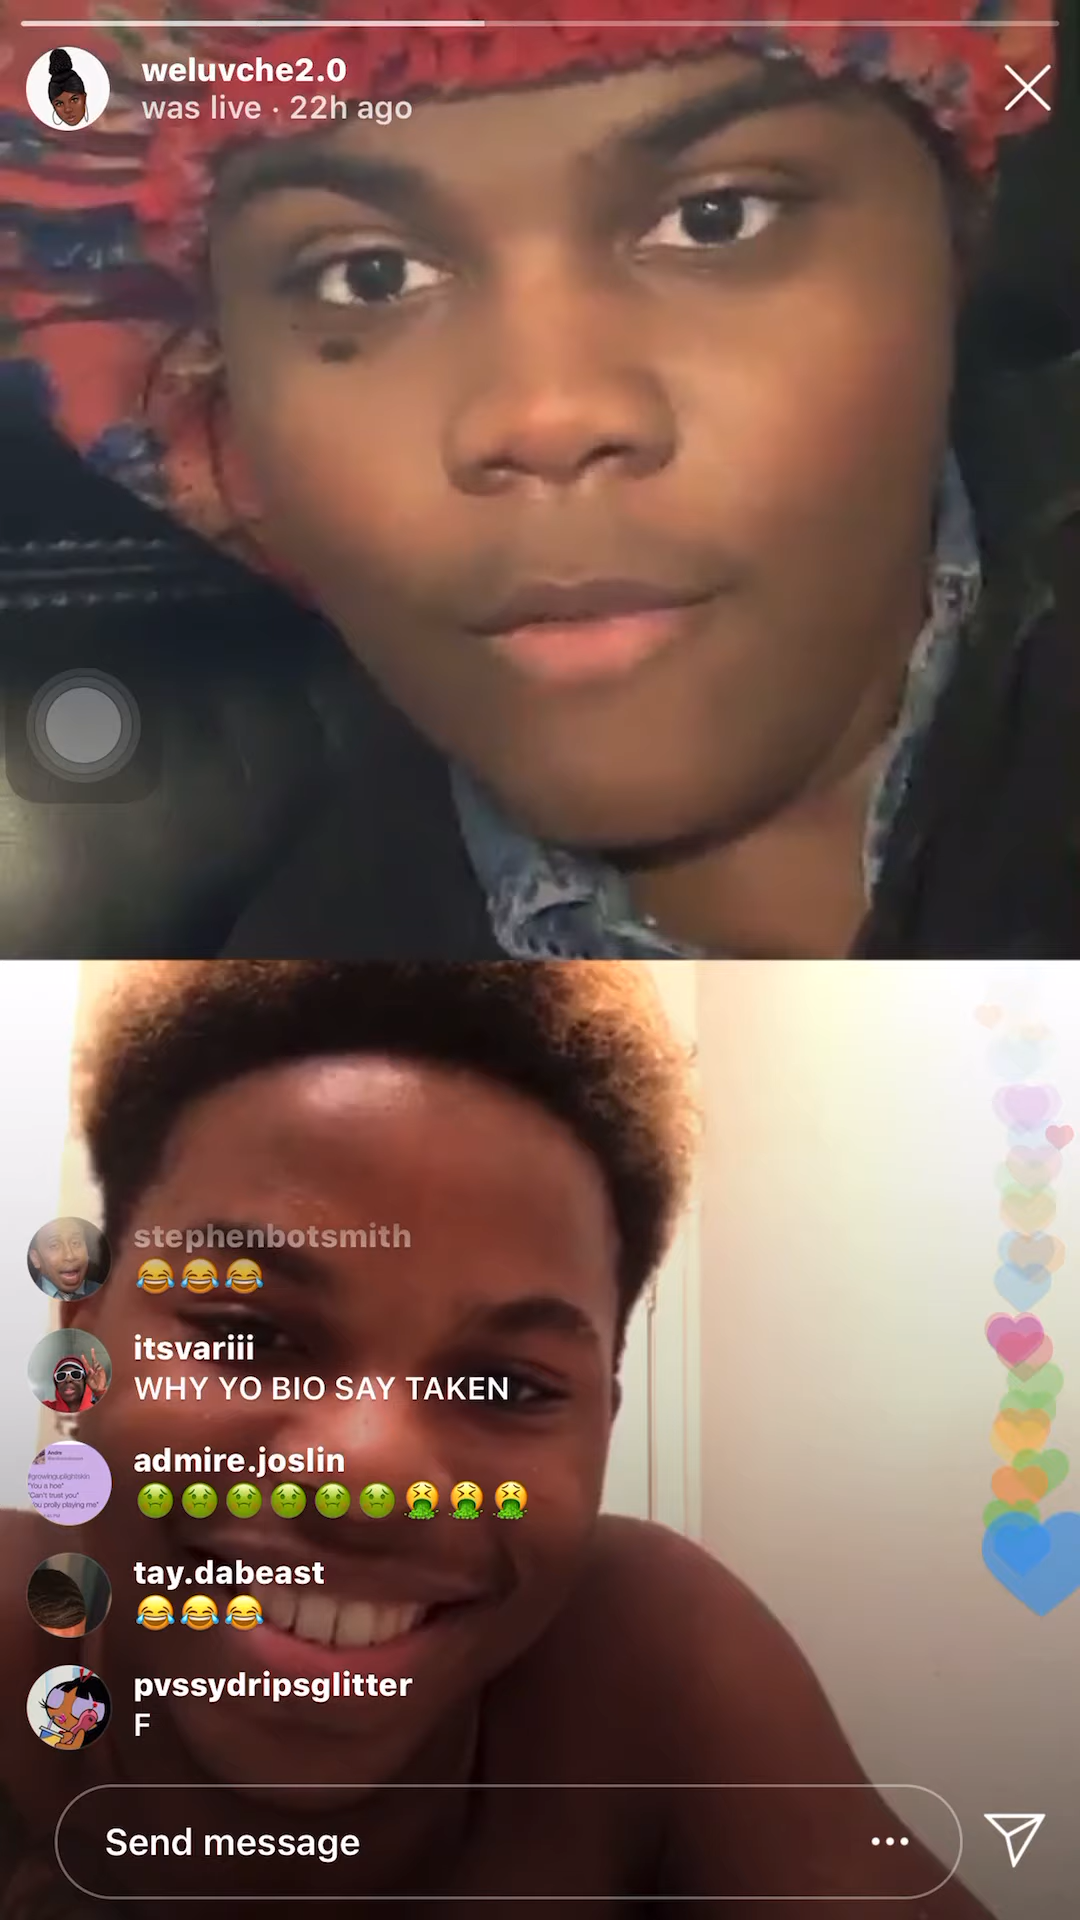 weluvche2.0
was live · 22h ago
stephenbotsmith
😂😂😂
itsvariii
WHY YO BIO SAY TAKEN
admire.joslin
🤢🤢🤢🤢🤢🤢🤮🤮🤮
tay.dabeast
😂😂😂
pvssydripsglitter
F
Send message